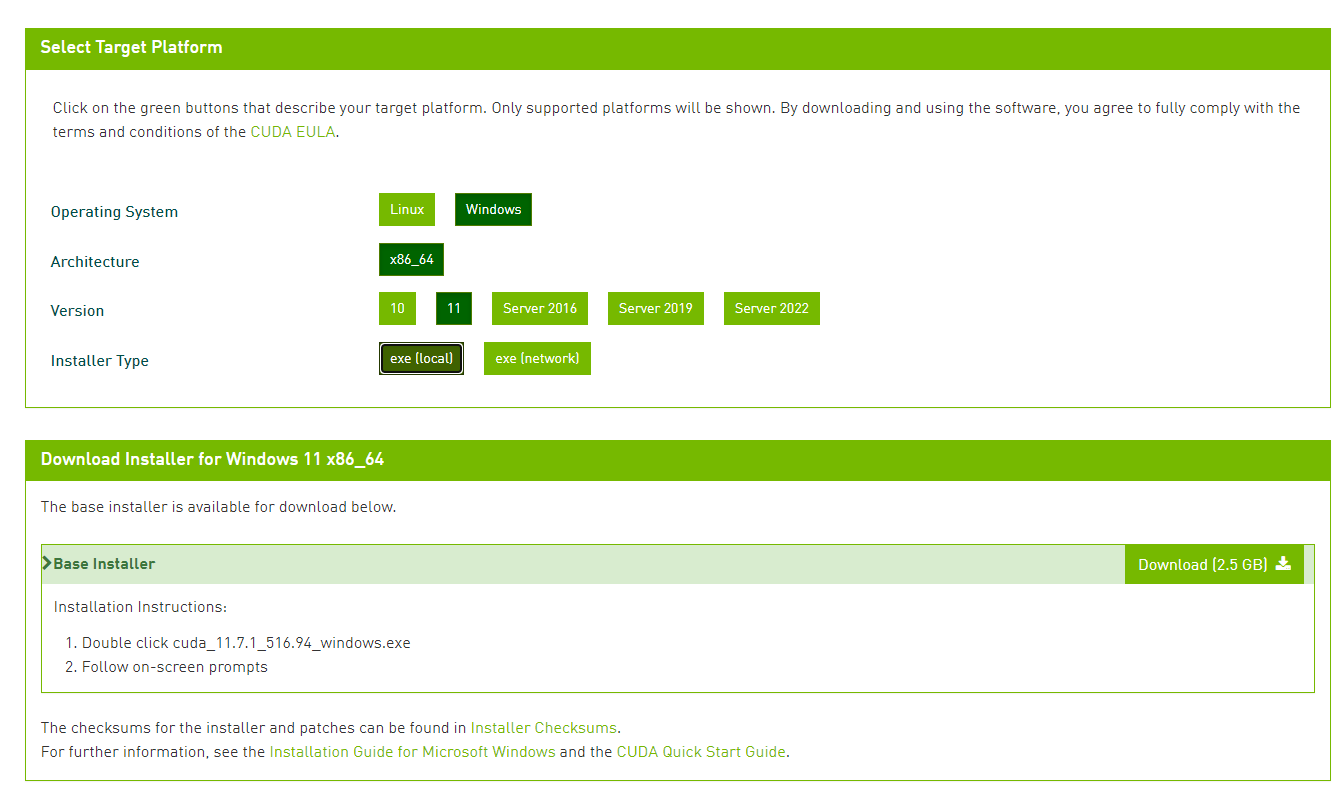 Select Target Platform
Click on the green buttons that describe your target platform. Only supported platforms will be shown. By downloading and using the software, you agree to fully comply with the
terms and conditions of the CUDA EULA.
Operating System Linux Windows
Architecture x86_64
Version 10 11 Server 2016 Server 2019 Server 2022
Installer Type exe (local) exe (network)
Download Installer for Windows 11 x86_64
The base installer is available for download below.
Base Installer Download (2.5 GB)
Installation Instructions:
1. Double click cuda_11.7.1_516.94_windows.exe
2. Follow on-screen prompts
The checksums for the installer and patches can be found in Installer Checksums.
For further information, see the Installation Guide for Microsoft Windows and the CUDA Quick Start Guide.